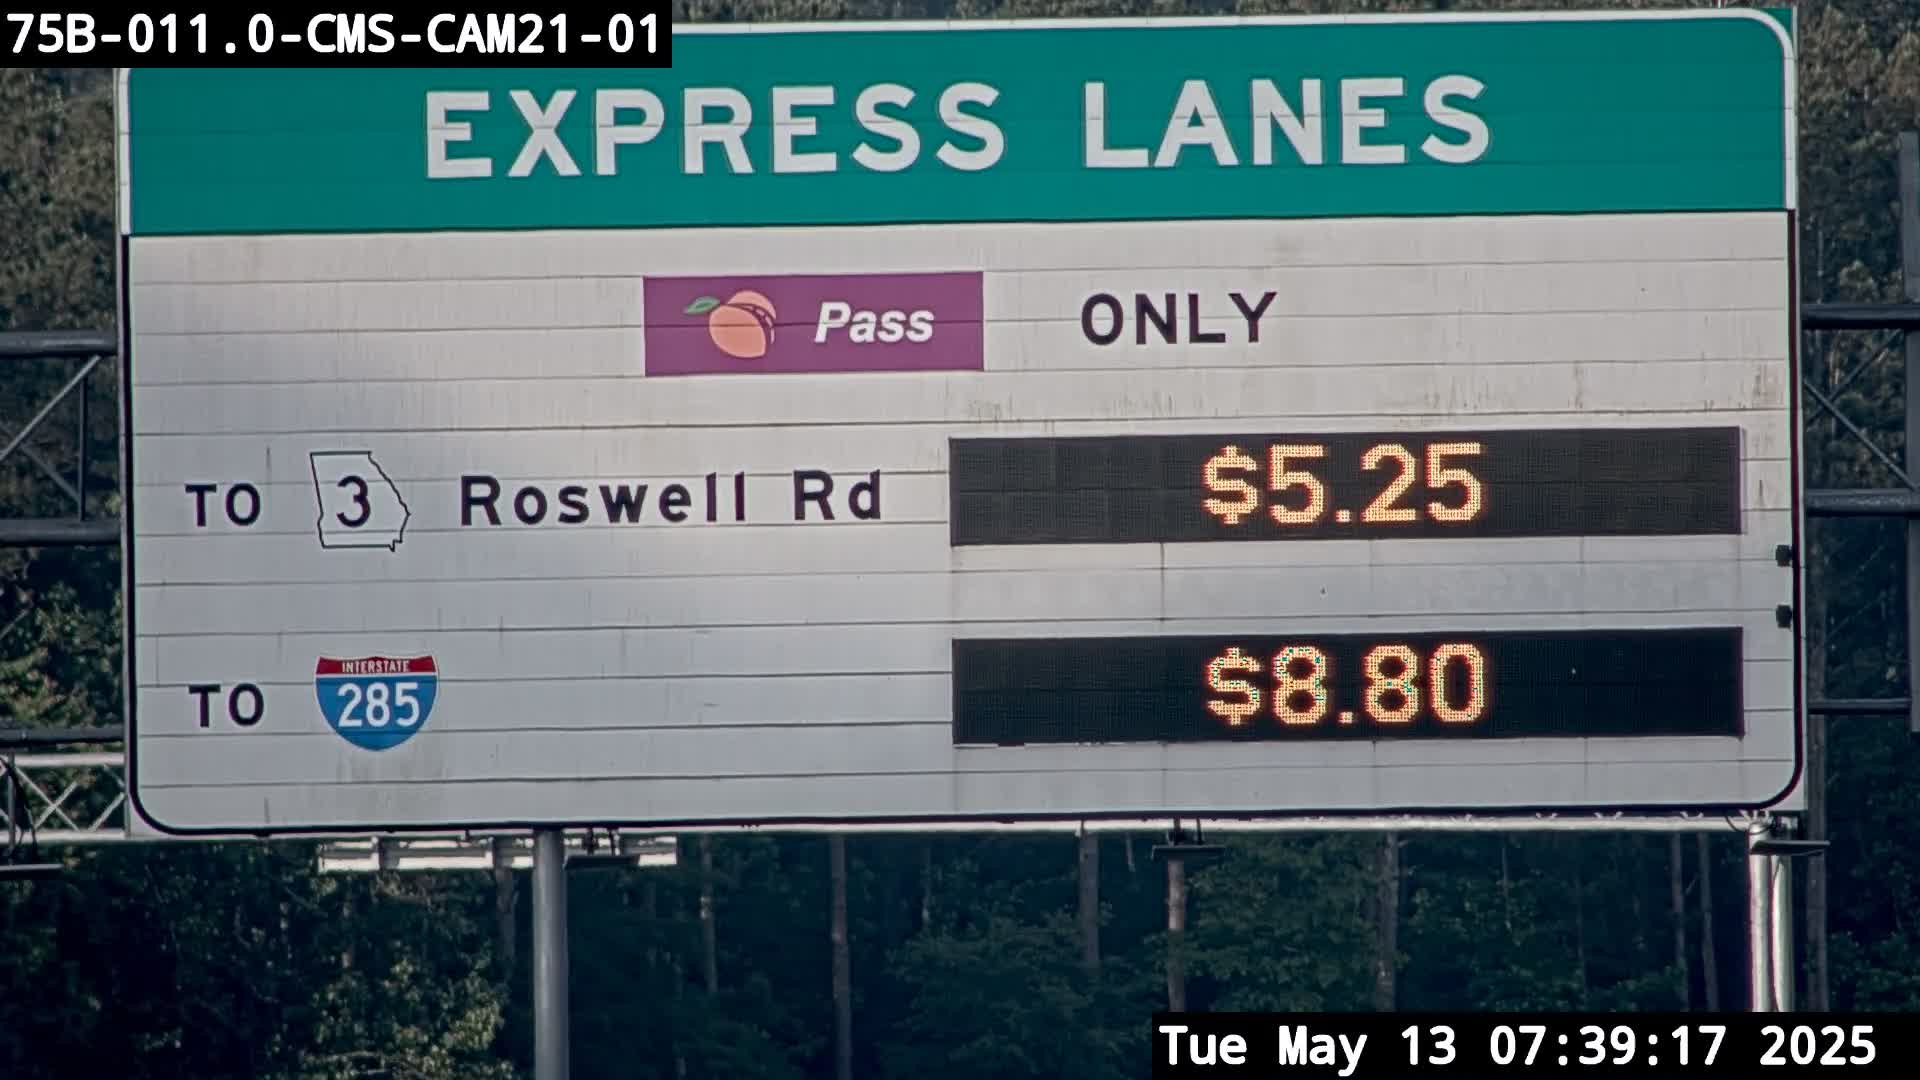 75B-011.0-CMS-CAM21-01
EXPRESS LANES
Pass ONLY
TO 3 Roswell Rd $5.25
TO INTERSTATE 285 $8.80
Tue May 13 07:39:17 2025